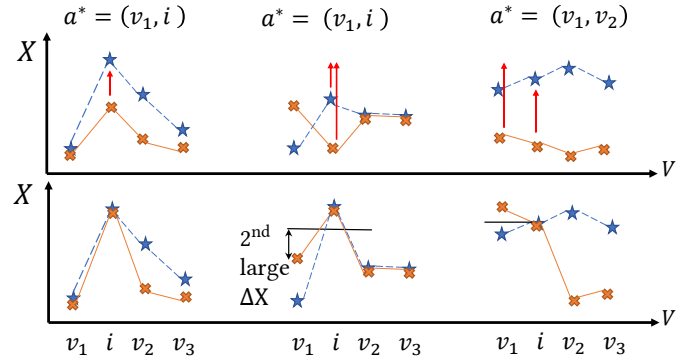 a* = (v₁, i) a* = (v₁, i) a* = (v₁, v₂)
X
V
X
2ⁿᵈ
large
ΔX
V
v₁ i v₂ v₃ v₁ i v₂ v₃ v₁ i v₂ v₃